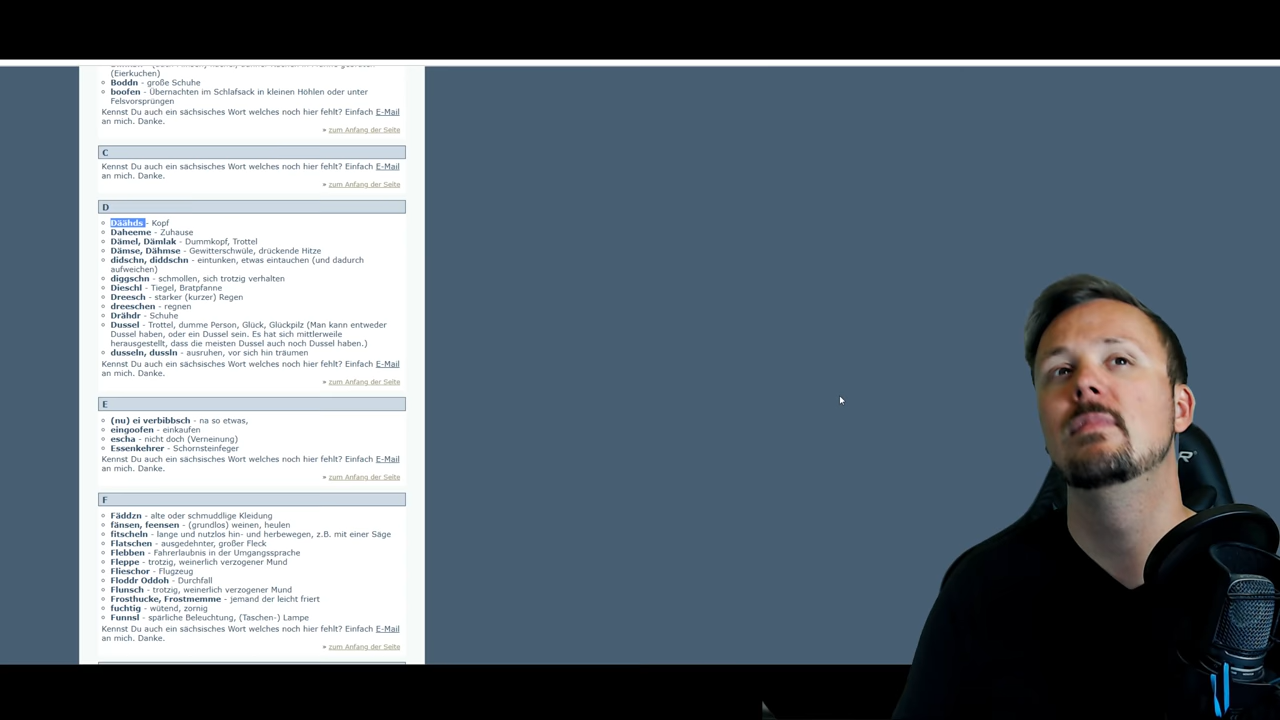 (Eierkuchen)
Boddn - große Schuhe
boofen - Übernachten im Schlafsack in kleinen Höhlen oder unter
Felsvorsprüngen
Kennst Du auch ein sächsisches Wort welches noch hier fehlt? Einfach E-Mail
an mich. Danke.
» zum Anfang der Seite
C
Kennst Du auch ein sächsisches Wort welches noch hier fehlt? Einfach E-Mail
an mich. Danke.
» zum Anfang der Seite
D
Däähds - Kopf
Daheeme - Zuhause
Dämel, Dämlak - Dummkopf, Trottel
Dämse, Dähmse - Gewitterschwüle, drückende Hitze
didschn, diddschn - eintunken, etwas eintauchen (und dadurch
aufweichen)
diggschn - schmollen, sich trotzig verhalten
Dieschl - Tiegel, Bratpfanne
Dreesch - starker (kurzer) Regen
dreeschen - regnen
Drähdr - Schuhe
Dussel - Trottel, dumme Person, Glück, Glückpilz (Man kann entweder
Dussel haben, oder ein Dussel sein. Es hat sich mittlerweile
herausgestellt, dass die meisten Dussel auch noch Dussel haben.)
dusseln, dussln - ausruhen, vor sich hin träumen
Kennst Du auch ein sächsisches Wort welches noch hier fehlt? Einfach E-Mail
an mich. Danke.
» zum Anfang der Seite
E
(nu) ei verbibbsch - na so etwas,
eingoofen - einkaufen
escha - nicht doch (Verneinung)
Essenkehrer - Schornsteinfeger
Kennst Du auch ein sächsisches Wort welches noch hier fehlt? Einfach E-Mail
an mich. Danke.
» zum Anfang der Seite
F
Fäddzn - alte oder schmuddlige Kleidung
fänsen, feensen - (grundlos) weinen, heulen
fitscheln - lange und nutzlos hin- und herbewegen, z.B. mit einer Säge
Flatschen - ausgedehnter, großer Fleck
Flebben - Fahrerlaubnis in der Umgangssprache
Fleppe - trotzig, weinerlich verzogener Mund
Flieschor - Flugzeug
Floddr Oddoh - Durchfall
Flunsch - trotzig, weinerlich verzogener Mund
Frosthucke, Frostmemme - jemand der leicht friert
fuchtig - wütend, zornig
Funnsl - spärliche Beleuchtung, (Taschen-) Lampe
Kennst Du auch ein sächsisches Wort welches noch hier fehlt? Einfach E-Mail
an mich. Danke.
» zum Anfang der Seite